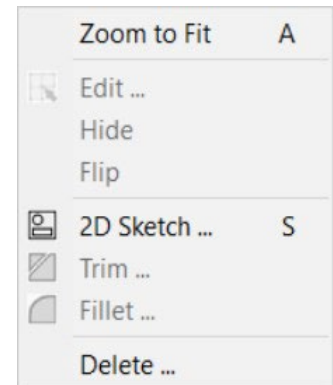 Zoom to Fit A
Edit ...
Hide
Flip
2D Sketch ... S
Trim ...
Fillet ...
Delete ...